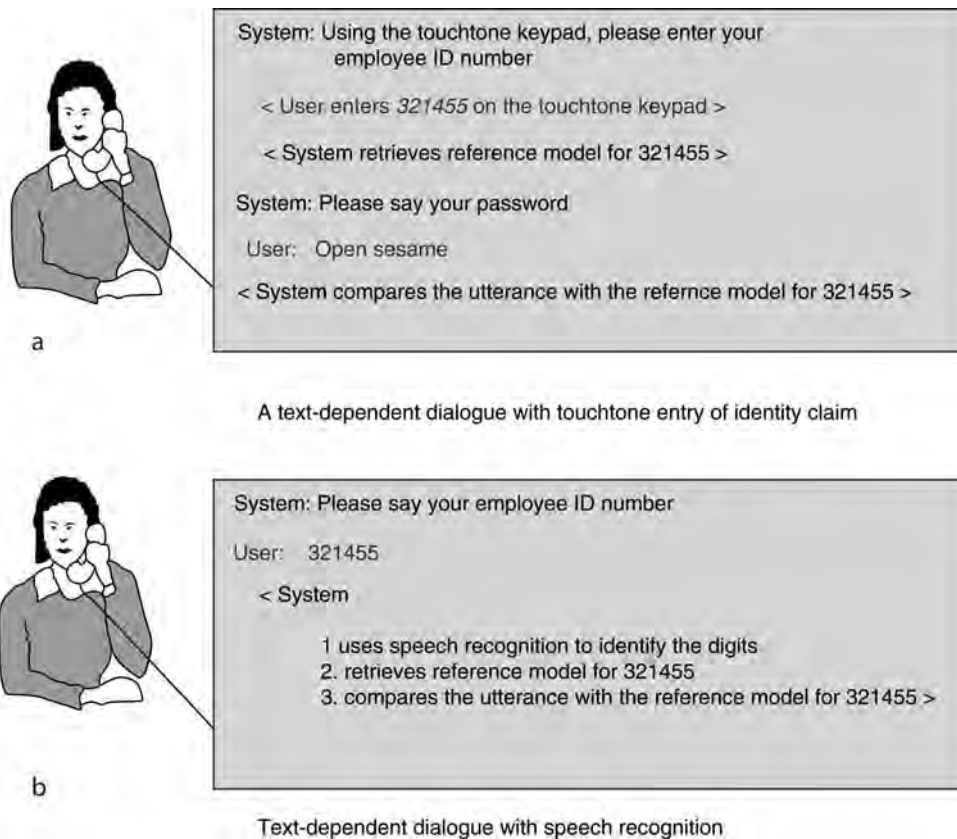 System: Using the touchtone keypad, please enter your
employee ID number
< User enters 321455 on the touchtone keypad >
< System retrieves reference model for 321455 >
System: Please say your password
User: Open sesame
< System compares the utterance with the refernce model for 321455 >
a
A text-dependent dialogue with touchtone entry of identity claim
System: Please say your employee ID number
User: 321455
< System
1 uses speech recognition to identify the digits
2. retrieves reference model for 321455
3. compares the utterance with the reference model for 321455 >
b
Text-dependent dialogue with speech recognition